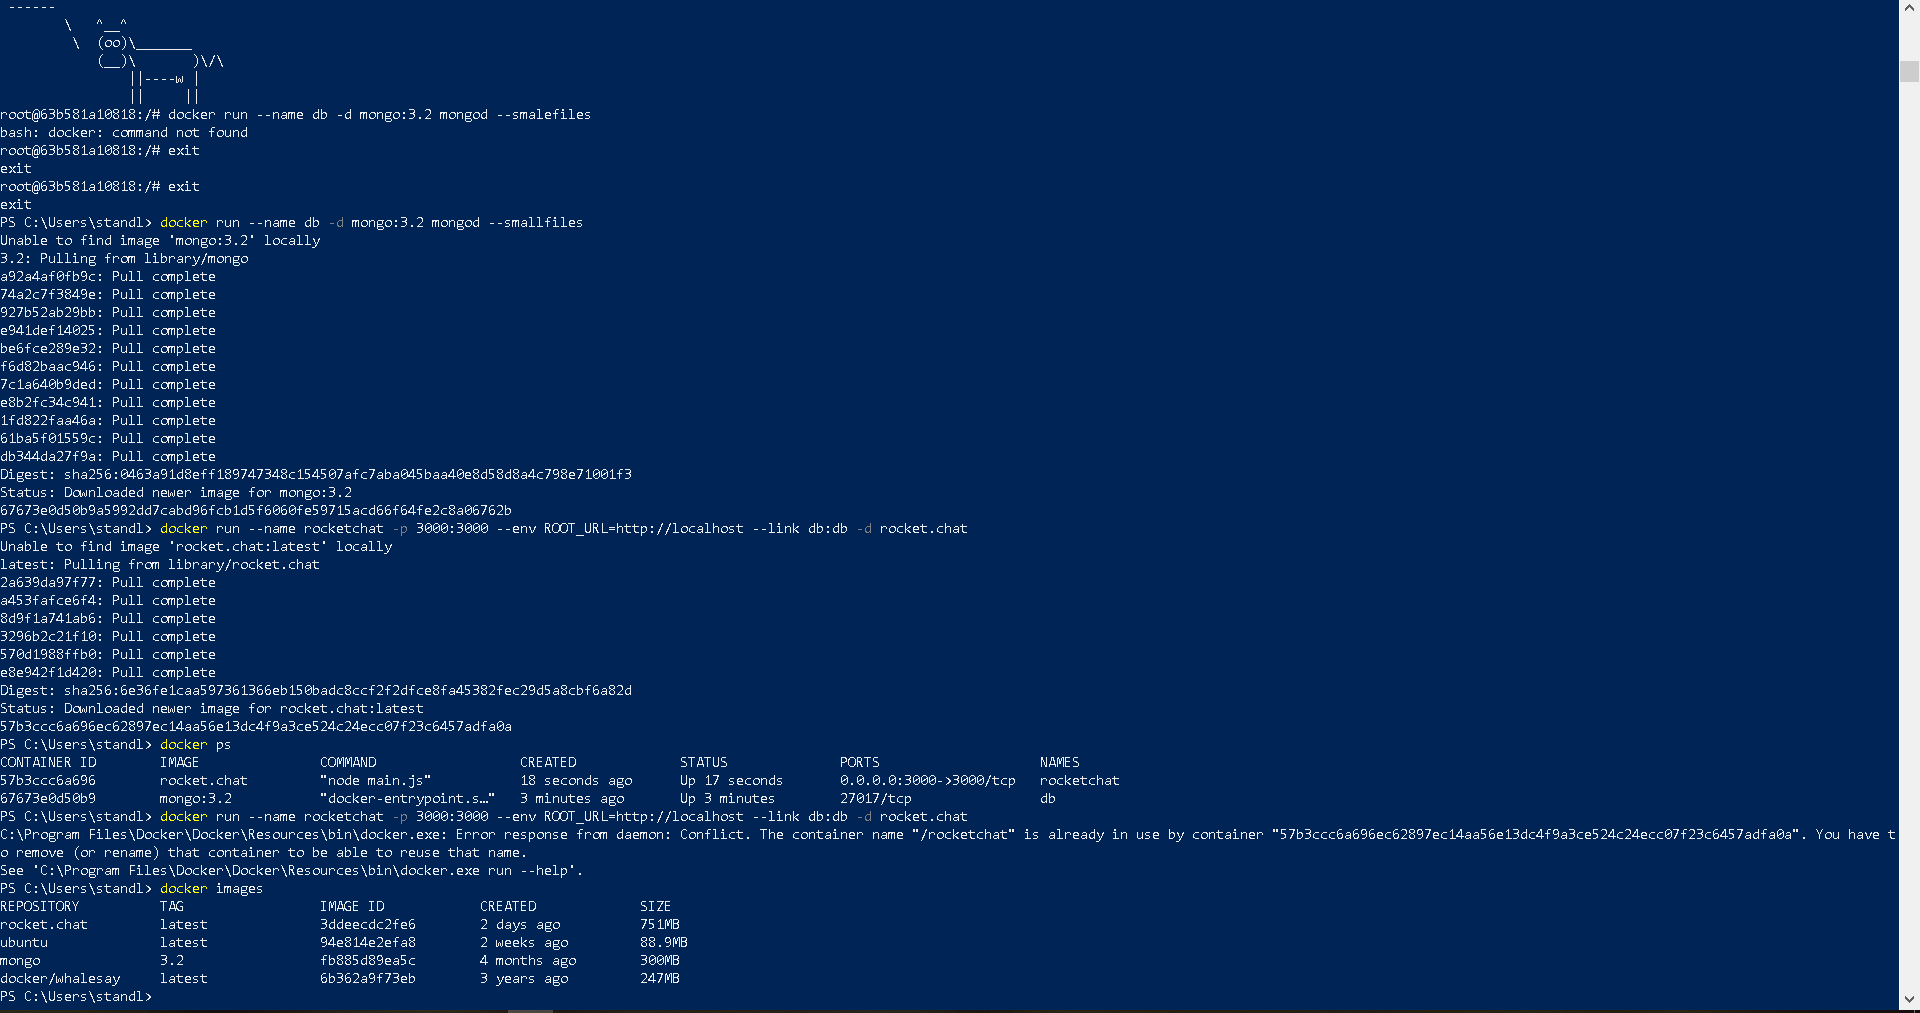 ------
        \   ^__^
         \  (oo)\_______
            (__)\       )\/\
                ||----w |
                ||     ||
root@63b581a10818:/# docker run --name db -d mongo:3.2 mongod --smalefiles
bash: docker: command not found
root@63b581a10818:/# exit
exit
root@63b581a10818:/# exit
exit
PS C:\Users\standl> docker run --name db -d mongo:3.2 mongod --smallfiles
Unable to find image 'mongo:3.2' locally
3.2: Pulling from library/mongo
a92a4af0fb9c: Pull complete
74a2c7f3849e: Pull complete
927b52ab29bb: Pull complete
e941def14025: Pull complete
be6fce289e32: Pull complete
f6d82baac946: Pull complete
7c1a640b9ded: Pull complete
e8b2fc34c941: Pull complete
1fd822faa46a: Pull complete
61ba5f01559c: Pull complete
db344da27f9a: Pull complete
Digest: sha256:0463a91d8eff189747348c154507afc7aba045baa40e8d58d8a4c798e71001f3
Status: Downloaded newer image for mongo:3.2
67673e0d50b9a5992dd7cabd96fcb1d5f6060fe59715acd66f64fe2c8a06762b
PS C:\Users\standl> docker run --name rocketchat -p 3000:3000 --env ROOT_URL=http://localhost --link db:db -d rocket.chat
Unable to find image 'rocket.chat:latest' locally
latest: Pulling from library/rocket.chat
2a639da97f77: Pull complete
a453fafce6f4: Pull complete
8d9f1a741ab6: Pull complete
3296b2c21f10: Pull complete
570d1988ffb0: Pull complete
e8e942f1d420: Pull complete
Digest: sha256:6e36fe1caa597361366eb150badc8ccf2f2dfce8fa45382fec29d5a8cbf6a82d
Status: Downloaded newer image for rocket.chat:latest
57b3ccc6a696ec62897ec14aa56e13dc4f9a3ce524c24ecc07f23c6457adfa0a
PS C:\Users\standl> docker ps
CONTAINER ID        IMAGE               COMMAND                  CREATED             STATUS              PORTS                    NAMES
57b3ccc6a696        rocket.chat         "node main.js"           18 seconds ago      Up 17 seconds       0.0.0.0:3000->3000/tcp   rocketchat
67673e0d50b9        mongo:3.2           "docker-entrypoint.s…"   3 minutes ago       Up 3 minutes        27017/tcp                db
PS C:\Users\standl> docker run --name rocketchat -p 3000:3000 --env ROOT_URL=http://localhost --link db:db -d rocket.chat
C:\Program Files\Docker\Docker\Resources\bin\docker.exe: Error response from daemon: Conflict. The container name "/rocketchat" is already in use by container "57b3ccc6a696ec62897ec14aa56e13dc4f9a3ce524c24ecc07f23c6457adfa0a". You have t
o remove (or rename) that container to be able to reuse that name.
See 'C:\Program Files\Docker\Docker\Resources\bin\docker.exe run --help'.
PS C:\Users\standl> docker images
REPOSITORY          TAG                 IMAGE ID            CREATED             SIZE
rocket.chat         latest              3ddeecdc2fe6        2 days ago          751MB
ubuntu              latest              94e814e2efa8        2 weeks ago         88.9MB
mongo               3.2                 fb885d89ea5c        4 months ago        300MB
docker/whalesay     latest              6b362a9f73eb        3 years ago         247MB
PS C:\Users\standl>